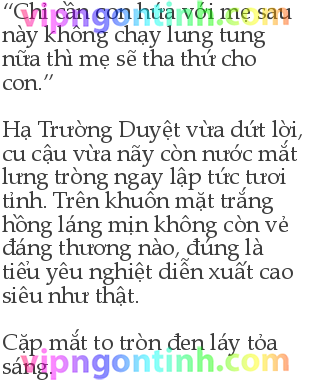 “Chỉ cần con hứa với mẹ sau
này không chạy lung tung
nữa thì mẹ sẽ tha thứ cho
con.”
Hạ Trường Duyệt vừa dứt lời,
cu cậu vừa nãy còn nước mắt
lưng tròng ngay lập tức tươi
tỉnh. Trên khuôn mặt trắng
hồng láng mịn không còn vẻ
đáng thương nào, đúng là
tiểu yêu nghiệt diễn xuất cao
siêu như thật.
Cặp mắt to tròn đen láy tỏa
sáng.
vipngontinh.com
vipngontinh.com